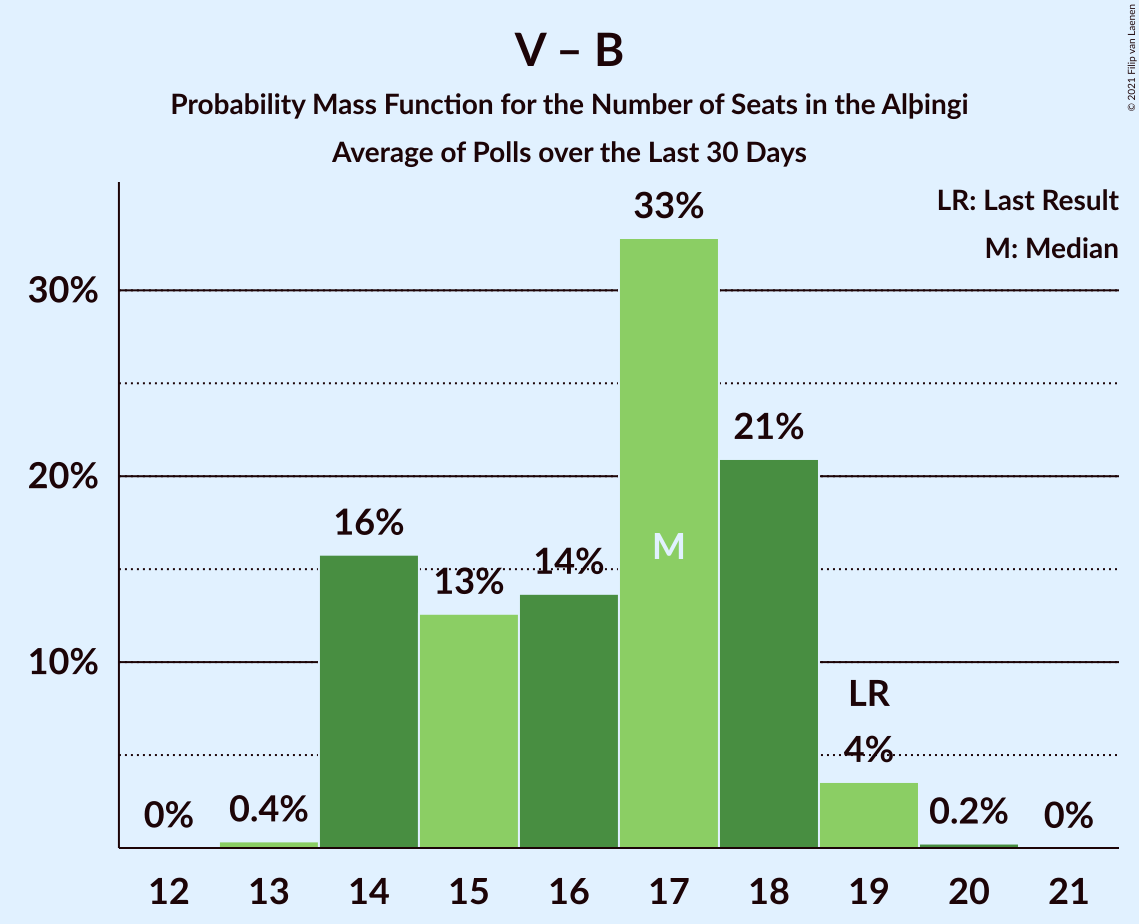 V – B
Probability Mass Function for the Number of Seats in the Alþingi
Average of Polls over the Last 30 Days
© 2021 Filip van Laenen
LR: Last Result
M: Median
30%
20%
10%
0%
0.4%
16%
13%
14%
33%
M
21%
LR
4%
0.2%
0%
12 13 14 15 16 17 18 19 20 21